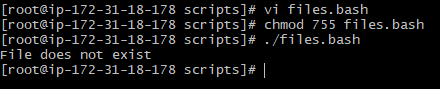 [root@ip-172-31-18-178 scripts]# vi files.bash
[root@ip-172-31-18-178 scripts]# chmod 755 files.bash
[root@ip-172-31-18-178 scripts]# ./files.bash
File does not exist
[root@ip-172-31-18-178 scripts]#